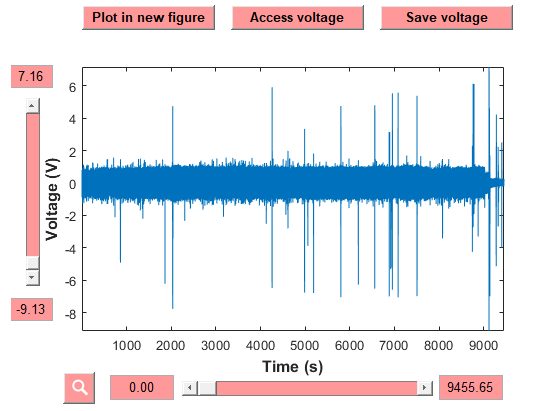 Plot in new figure Access voltage Save voltage
7.16
6
4
2
0
-2
-4
-6
-8
Voltage (V)
-9.13
1000 2000 3000 4000 5000 6000 7000 8000 9000
Time (s)
0.00 9455.65